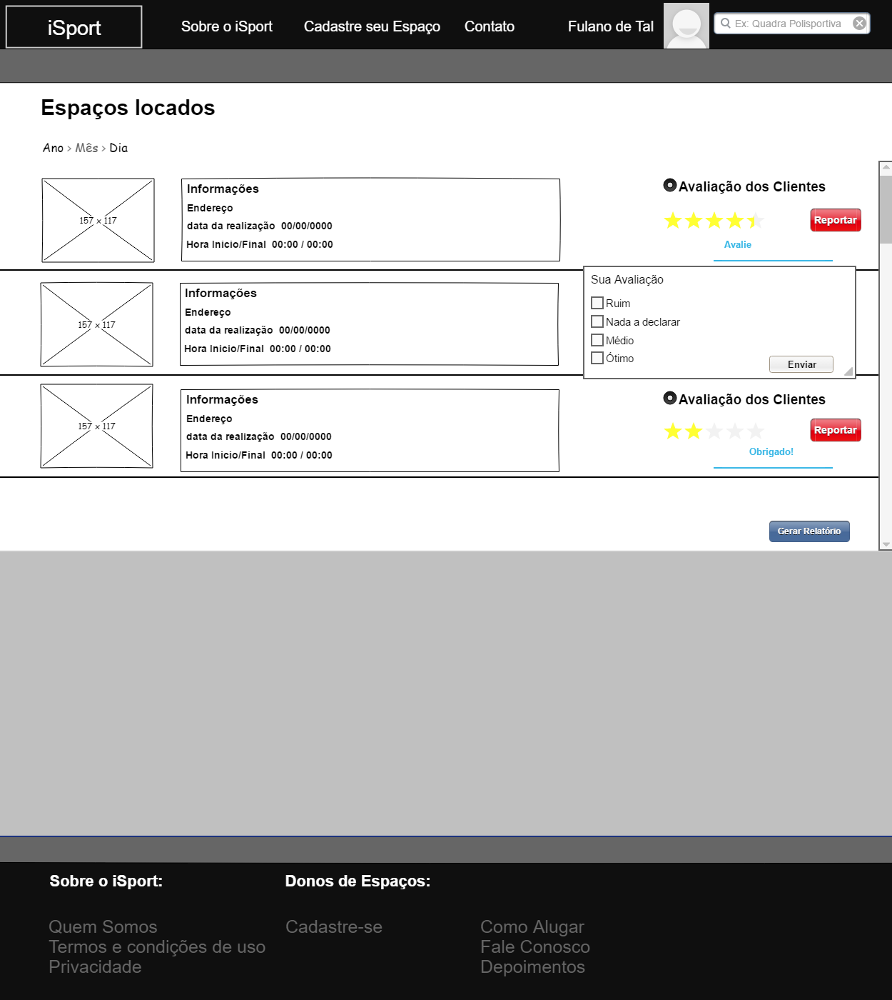 iSport
Sobre o iSport
Cadastre seu Espaço
Contato
Fulano de Tal
Ex: Quadra Polisportiva
Espaços locados
Ano > Mês > Dia
157 x 117
Informações
Endereço
data da realização 00/00/0000
Hora Inicio/Final 00:00 / 00:00
Avaliação dos Clientes
Reportar
Avalie
157 x 117
Informações
Endereço
data da realização 00/00/0000
Hora Inicio/Final 00:00 / 00:00
Sua Avaliação
Ruim
Nada a declarar
Médio
Ótimo
Enviar
157 x 117
Informações
Endereço
data da realização 00/00/0000
Hora Inicio/Final 00:00 / 00:00
Avaliação dos Clientes
Reportar
Obrigado!
Gerar Relatório
Sobre o iSport:
Quem Somos
Termos e condições de uso
Privacidade
Donos de Espaços:
Cadastre-se
Como Alugar
Fale Conosco
Depoimentos